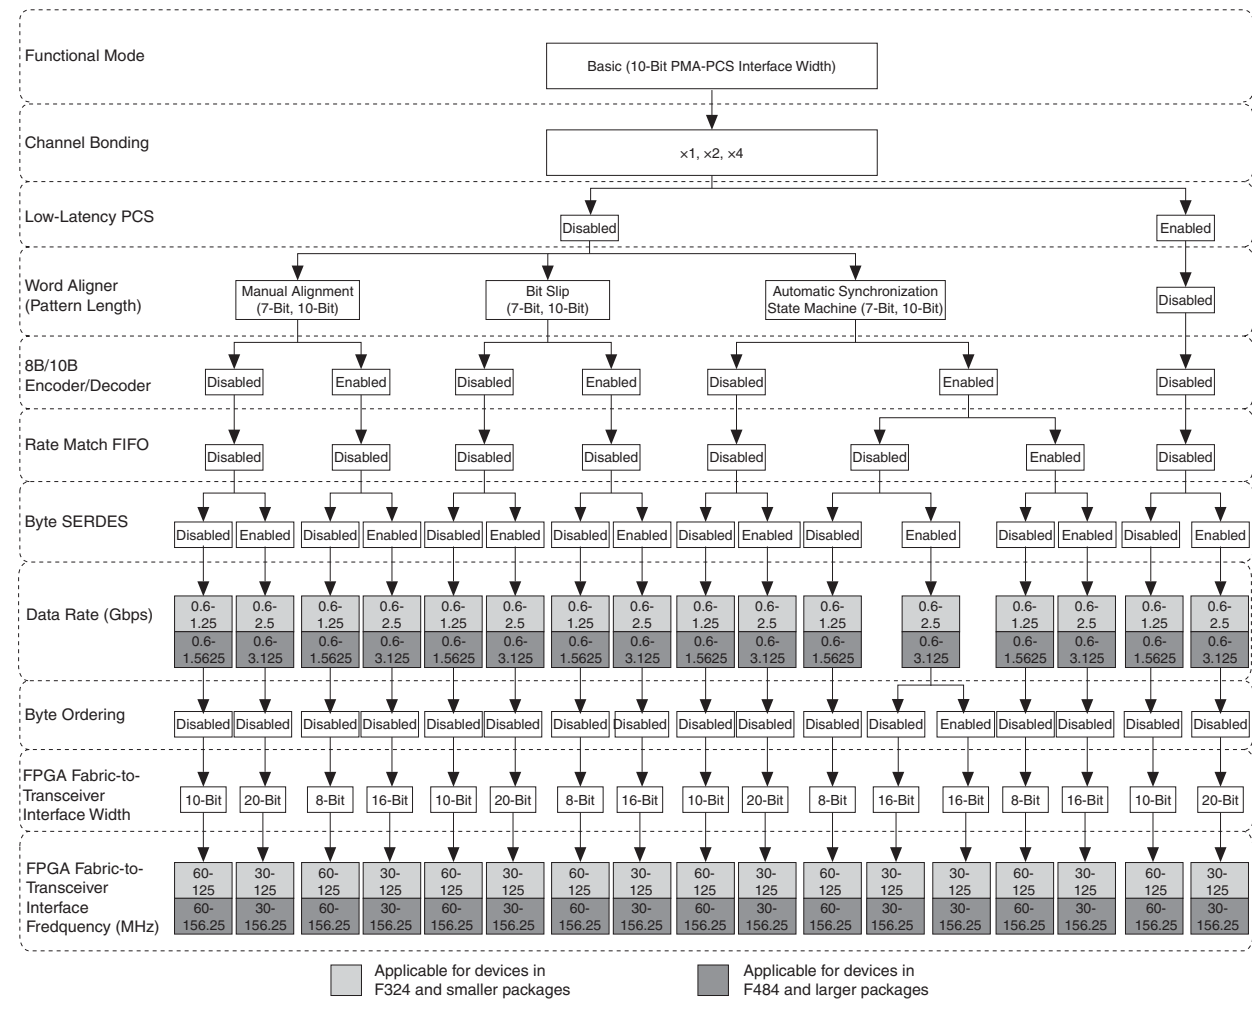 Functional Mode
Basic (10-Bit PMA-PCS Interface Width)
Channel Bonding
×1, ×2, ×4
Low-Latency PCS
Disabled
Enabled
Word Aligner
(Pattern Length)
Manual Alignment
(7-Bit, 10-Bit)
Bit Slip
(7-Bit, 10-Bit)
Automatic Synchronization
State Machine (7-Bit, 10-Bit)
Disabled
8B/10B
Encoder/Decoder
Disabled Enabled Disabled Enabled Disabled Enabled Disabled
Rate Match FIFO
Disabled Disabled Disabled Disabled Disabled Disabled Enabled Disabled
Byte SERDES
Disabled Enabled Disabled Enabled Disabled Enabled Disabled Enabled Disabled Enabled Disabled Enabled Disabled Enabled Disabled Enabled
Data Rate (Gbps)
0.6- 0.6- 0.6- 0.6- 0.6- 0.6- 0.6- 0.6- 0.6- 0.6- 0.6- 0.6- 0.6- 0.6- 0.6- 0.6-
1.25 2.5 1.25 2.5 1.25 2.5 1.25 2.5 1.25 2.5 1.25 2.5 1.25 2.5 1.25 2.5
0.6- 0.6- 0.6- 0.6- 0.6- 0.6- 0.6- 0.6- 0.6- 0.6- 0.6- 0.6- 0.6- 0.6- 0.6- 0.6-
1.5625 3.125 1.5625 3.125 1.5625 3.125 1.5625 3.125 1.5625 3.125 1.5625 3.125 1.5625 3.125 1.5625 3.125
Byte Ordering
Disabled Disabled Disabled Disabled Disabled Disabled Disabled Disabled Disabled Disabled Disabled Disabled Enabled Disabled Disabled Disabled Disabled
FPGA Fabric-to-
Transceiver
Interface Width
10-Bit 20-Bit 8-Bit 16-Bit 10-Bit 20-Bit 8-Bit 16-Bit 10-Bit 20-Bit 8-Bit 16-Bit 16-Bit 8-Bit 16-Bit 10-Bit 20-Bit
FPGA Fabric-to-
Transceiver
Interface
Fredquency (MHz)
60- 30- 60- 30- 60- 30- 60- 30- 60- 30- 60- 30- 30- 60- 30- 60- 30-
125 125 125 125 125 125 125 125 125 125 125 125 125 125 125 125 125
60- 30- 60- 30- 60- 30- 60- 30- 60- 30- 60- 30- 30- 60- 30- 60- 30-
156.25 156.25 156.25 156.25 156.25 156.25 156.25 156.25 156.25 156.25 156.25 156.25 156.25 156.25 156.25 156.25 156.25
Applicable for devices in
F324 and smaller packages
Applicable for devices in
F484 and larger packages